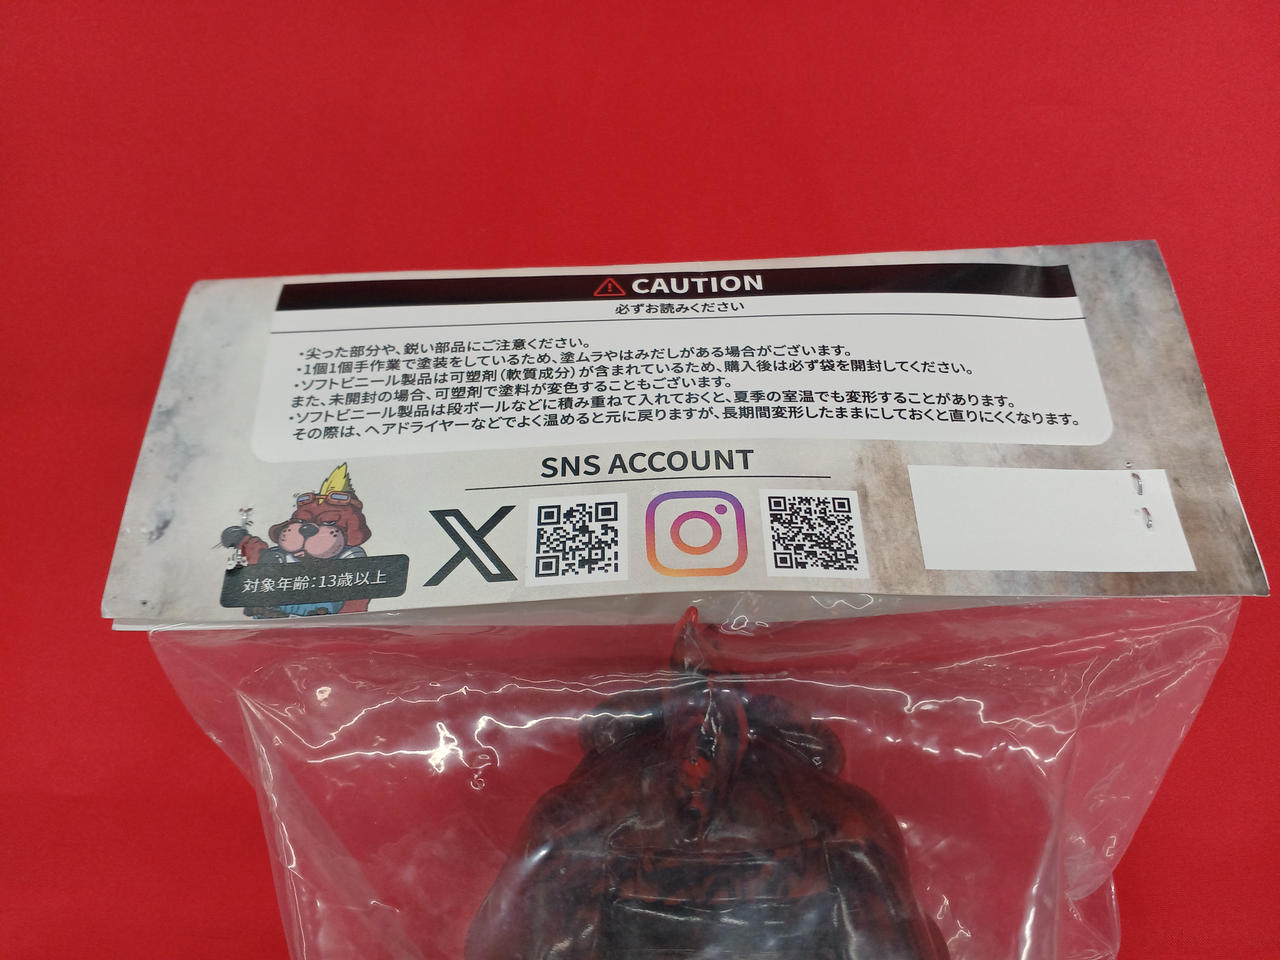 CAUTION
必ずお読みください
・尖った部分や、鋭い部品にご注意ください。
・1個1個手作業で塗装をしているため、塗ムラやはみだしがある場合がございます。
・ソフトビニール製品は可塑剤（軟質成分）が含まれているため、購入後は必ず袋を開封してください。
また、未開封の場合、可塑剤で塗料が変色することもございます。
・ソフトビニール製品は段ボールなどに積み重ねて入れておくと、夏季の室温でも変形することがあります。
その際は、ヘアドライヤーなどでよく温めると元に戻りますが、長期間変形したままにしておくと直りにくくなります。
SNS ACCOUNT
対象年齢：13歳以上